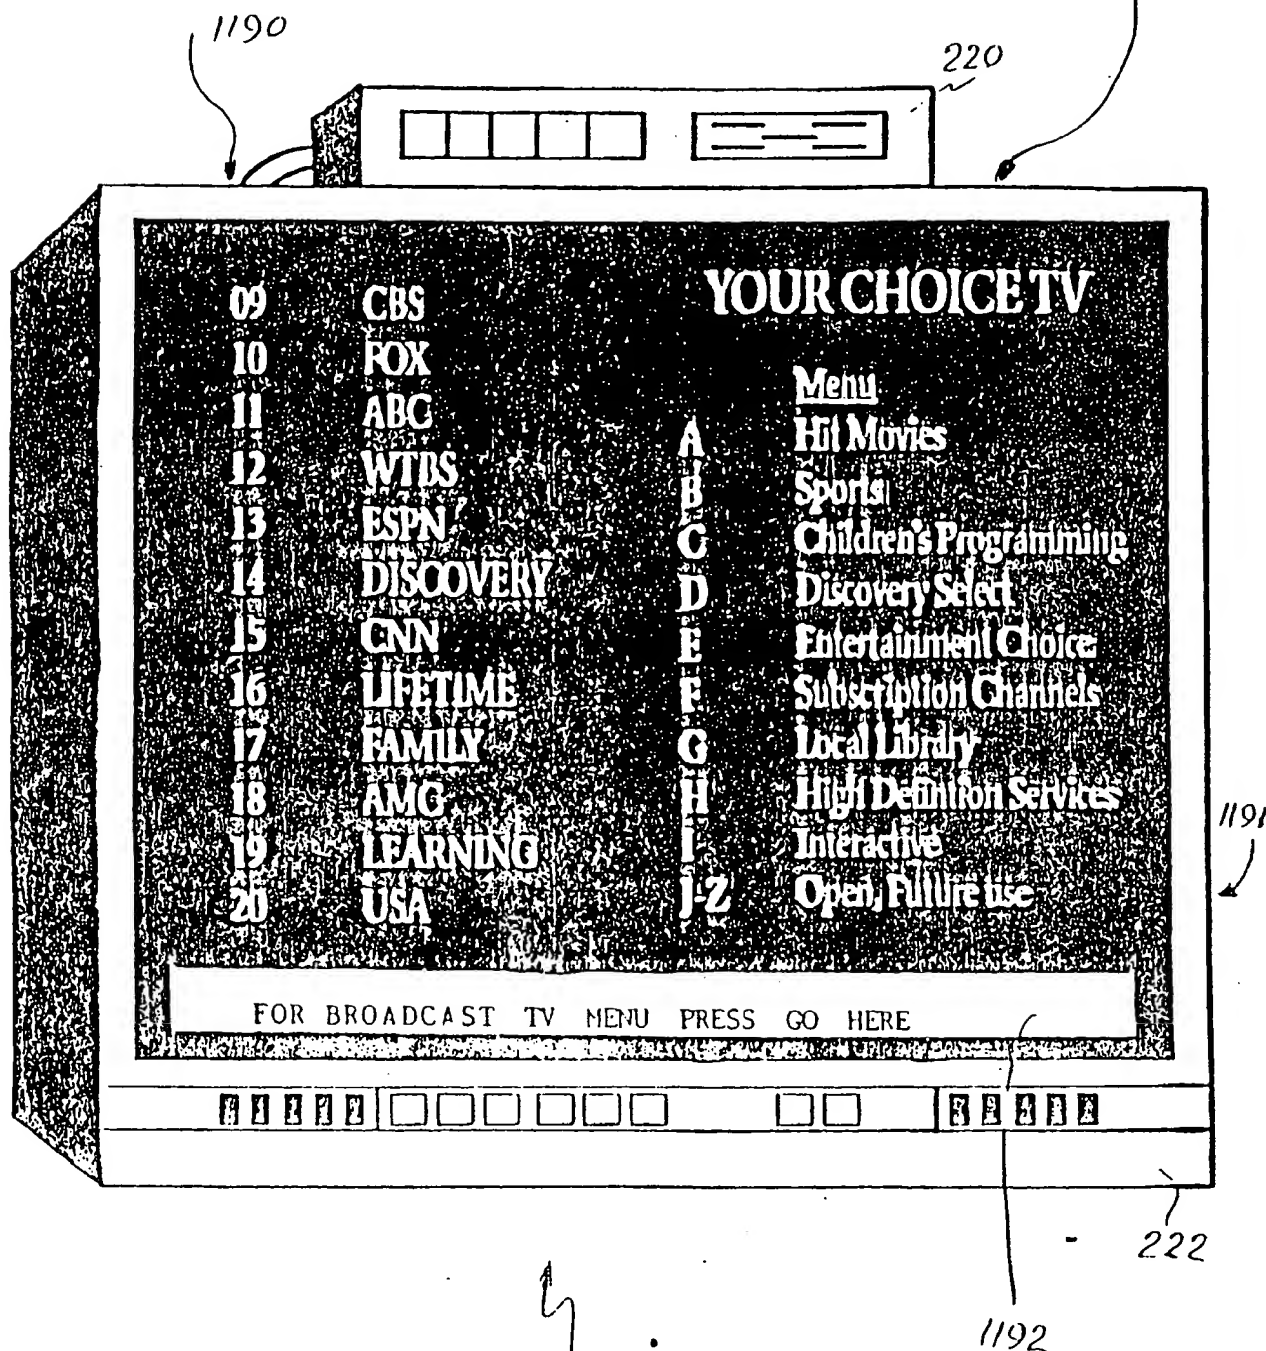 1190
220
YOUR CHOICE TV
09 CBS
10 FOX
11 ABC
12 WTBS
13 ESPN
14 DISCOVERY
15 CNN
16 LIFETIME
17 FAMILY
18 AMC
19 LEARNING
20 USA
Menu
A Hit Movies
B Sports
C Children's Programming
D Discovery Select
E Entertainment Choice
F Subscription Channels
G Local Library
H High Definition Services
I Interactive
J-Z Open, Future use
1191
FOR BROADCAST TV MENU PRESS GO HERE
222
1192